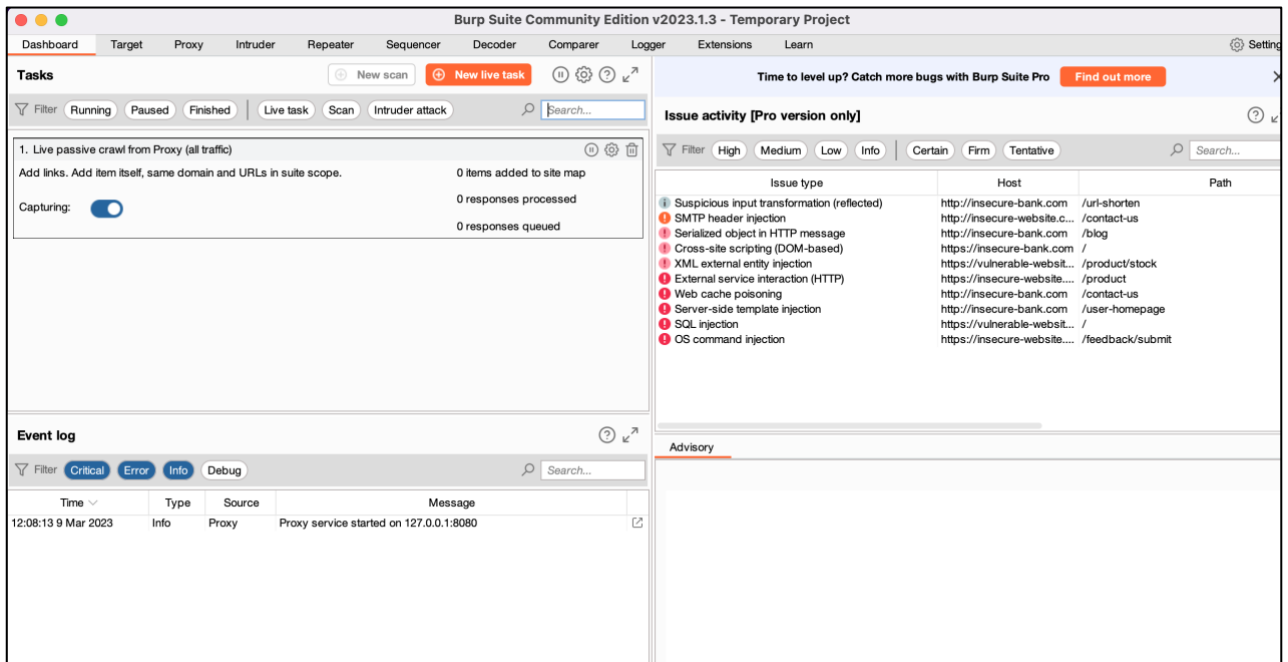 Burp Suite Community Edition v2023.1.3 - Temporary Project
Dashboard Target Proxy Intruder Repeater Sequencer Decoder Comparer Logger Extensions Learn Setting
Tasks New scan New live task
Filter Running Paused Finished Live task Scan Intruder attack Search...
1. Live passive crawl from Proxy (all traffic)
Add links. Add item itself, same domain and URLs in suite scope. 0 items added to site map
Capturing: 0 responses processed
0 responses queued
Event log
Filter Critical Error Info Debug Search...
Time Type Source Message
12:08:13 9 Mar 2023 Info Proxy Proxy service started on 127.0.0.1:8080
Time to level up? Catch more bugs with Burp Suite Pro Find out more
Issue activity [Pro version only]
Filter High Medium Low Info Certain Firm Tentative Search...
Issue type Host Path
Suspicious input transformation (reflected) http://insecure-bank.com /url-shorten
SMTP header injection http://insecure-website.c... /contact-us
Serialized object in HTTP message http://insecure-bank.com /blog
Cross-site scripting (DOM-based) https://insecure-bank.com /
XML external entity injection https://vulnerable-websit... /product/stock
External service interaction (HTTP) https://insecure-website.... /product
Web cache poisoning http://insecure-bank.com /contact-us
Server-side template injection http://insecure-bank.com /user-homepage
SQL injection https://vulnerable-websit... /
OS command injection https://insecure-website.... /feedback/submit
Advisory